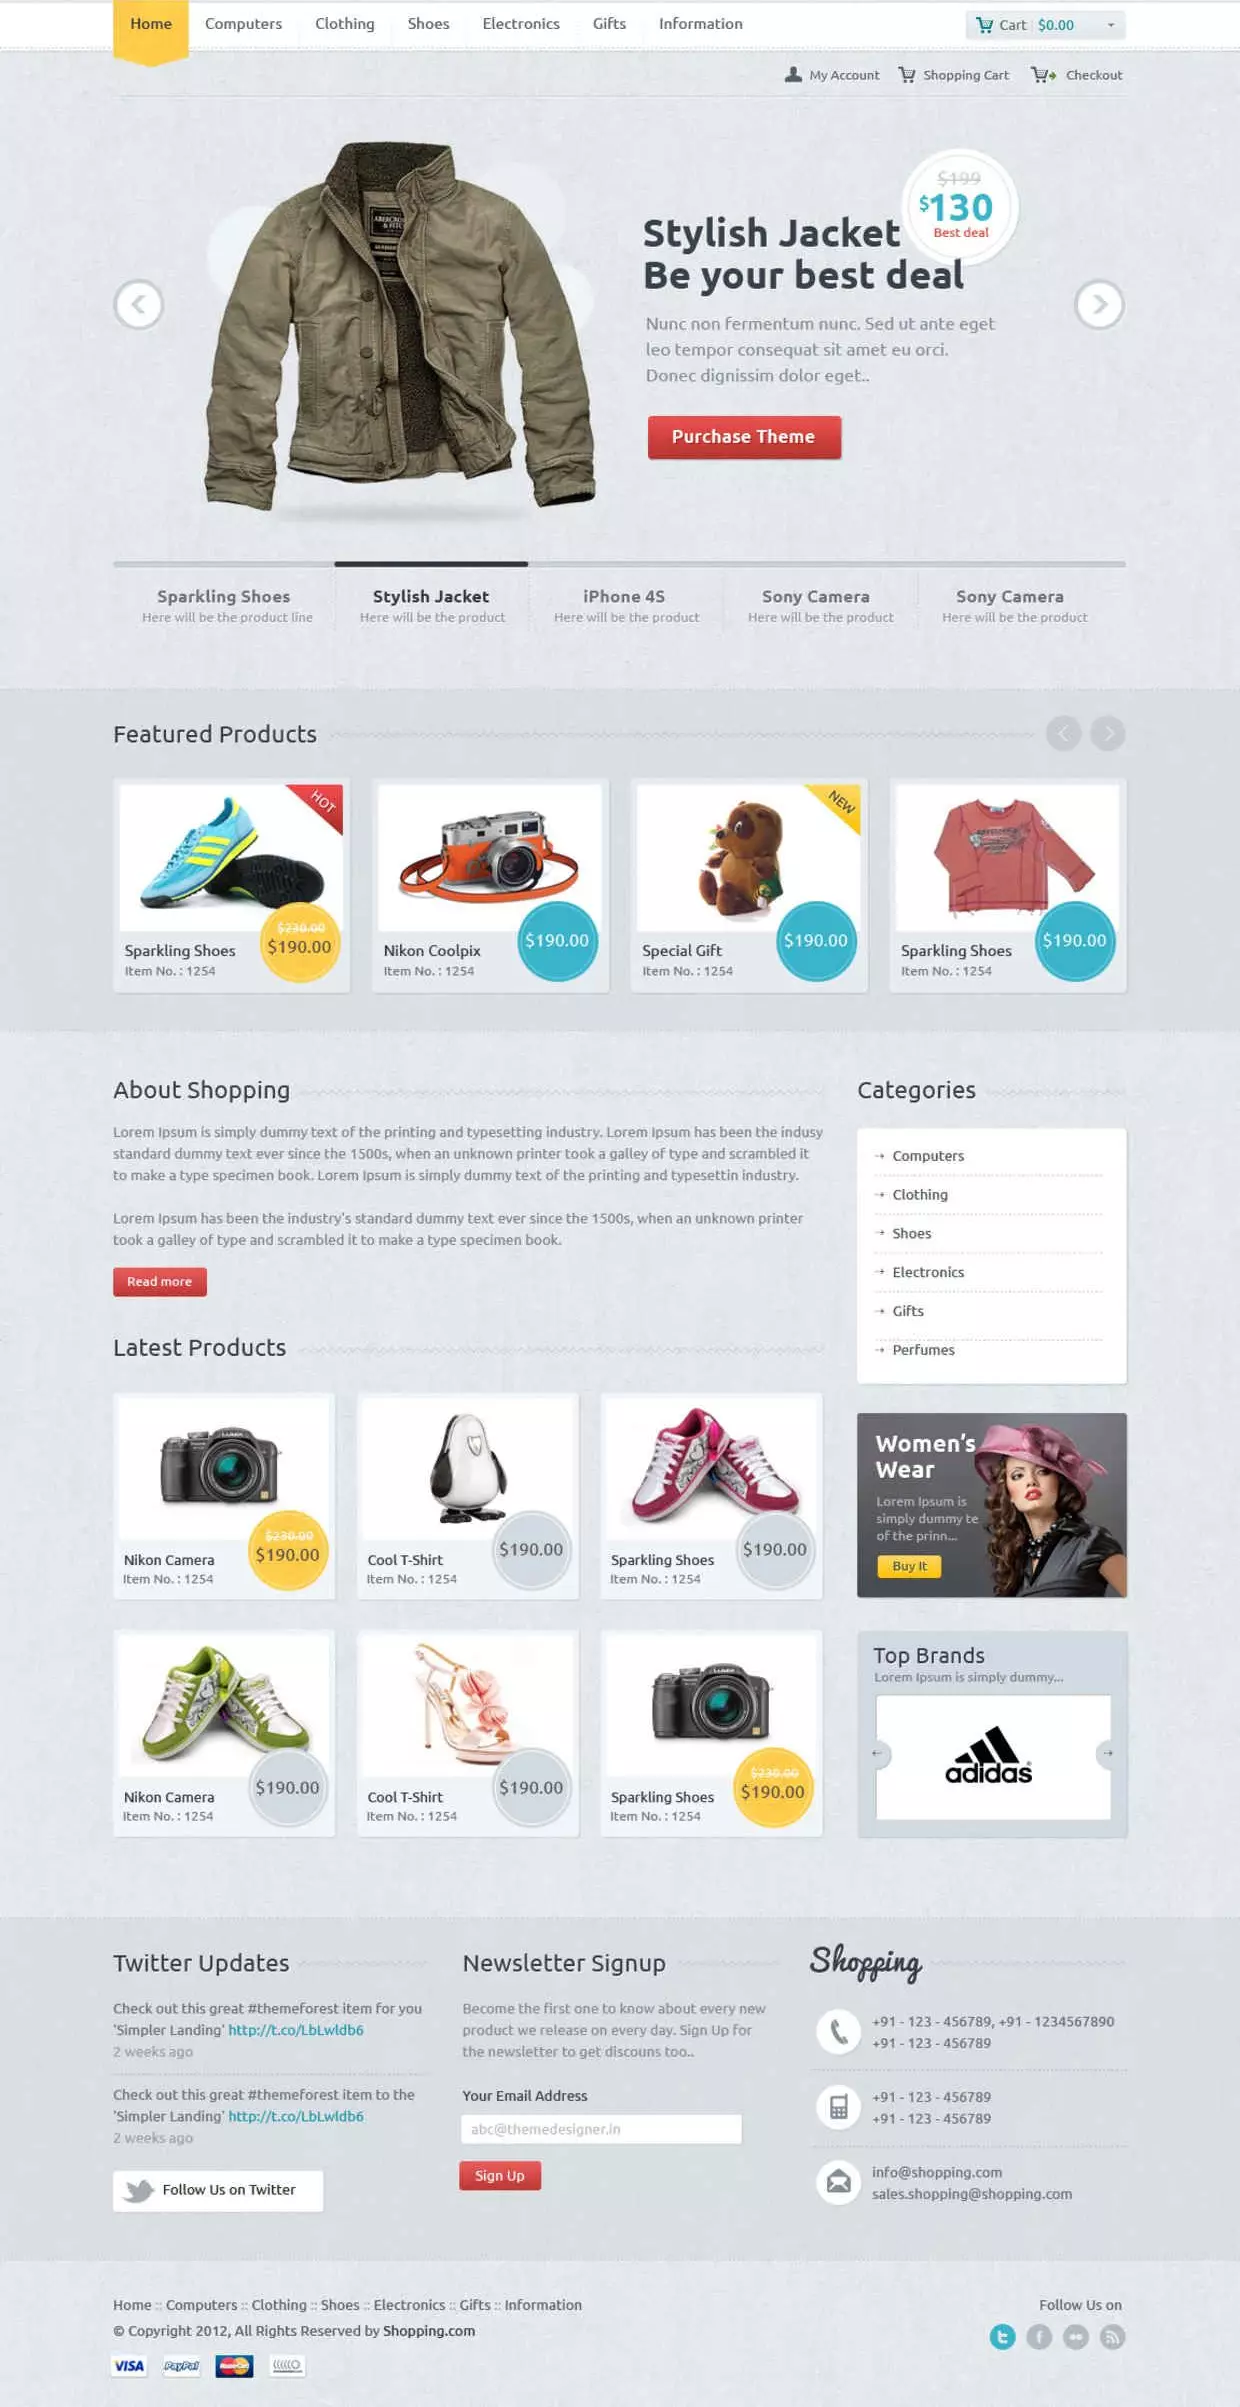 Home Computers Clothing Shoes Electronics Gifts Information
Cart $0.00
My Account Shopping Cart Checkout
$199
$130
Best deal
Stylish Jacket
Be your best deal
Nunc non fermentum nunc. Sed ut ante eget
leo tempor consequat sit amet eu orci.
Donec dignissim dolor eget..
Purchase Theme
ABERCROMBIE
& FITCH
Sparkling Shoes
Here will be the product line
Stylish Jacket
Here will be the product
iPhone 4S
Here will be the product
Sony Camera
Here will be the product
Sony Camera
Here will be the product
Featured Products
HOT
$230.00
$190.00
Sparkling Shoes
Item No. : 1254
$190.00
Nikon Coolpix
Item No. : 1254
NEW
$190.00
Special Gift
Item No. : 1254
$190.00
Sparkling Shoes
Item No. : 1254
About Shopping
Lorem Ipsum is simply dummy text of the printing and typesetting industry. Lorem Ipsum has been the indusy
standard dummy text ever since the 1500s, when an unknown printer took a galley of type and scrambled it
to make a type specimen book. Lorem Ipsum is simply dummy text of the printing and typesettin industry.
Lorem Ipsum has been the industry's standard dummy text ever since the 1500s, when an unknown printer
took a galley of type and scrambled it to make a type specimen book.
Read more
Categories
Computers
Clothing
Shoes
Electronics
Gifts
Perfumes
Latest Products
LUMIX
$230.00
$190.00
Nikon Camera
Item No. : 1254
$190.00
Cool T-Shirt
Item No. : 1254
$190.00
Sparkling Shoes
Item No. : 1254
$190.00
Nikon Camera
Item No. : 1254
$190.00
Cool T-Shirt
Item No. : 1254
LUMIX
$230.00
$190.00
Sparkling Shoes
Item No. : 1254
Women's
Wear
Lorem Ipsum is
simply dummy te
of the prinn...
Buy It
Top Brands
Lorem Ipsum is simply dummy...
adidas
Twitter Updates
Check out this great #themeforest item for you
'Simpler Landing' http://t.co/LbLwldb6
2 weeks ago
Check out this great #themeforest item to the
'Simpler Landing' http://t.co/LbLwldb6
2 weeks ago
Follow Us on Twitter
Newsletter Signup
Become the first one to know about every new
product we release on every day. Sign Up for
the newsletter to get discouns too..
Your Email Address
abc@themedesigner.in
Sign Up
Shopping
+91 - 123 - 456789, +91 - 1234567890
+91 - 123 - 456789
+91 - 123 - 456789
+91 - 123 - 456789
info@shopping.com
sales.shopping@shopping.com
Home :: Computers :: Clothing :: Shoes :: Electronics :: Gifts :: Information
© Copyright 2012, All Rights Reserved by Shopping.com
VISA PayPal MasterCard
Follow Us on